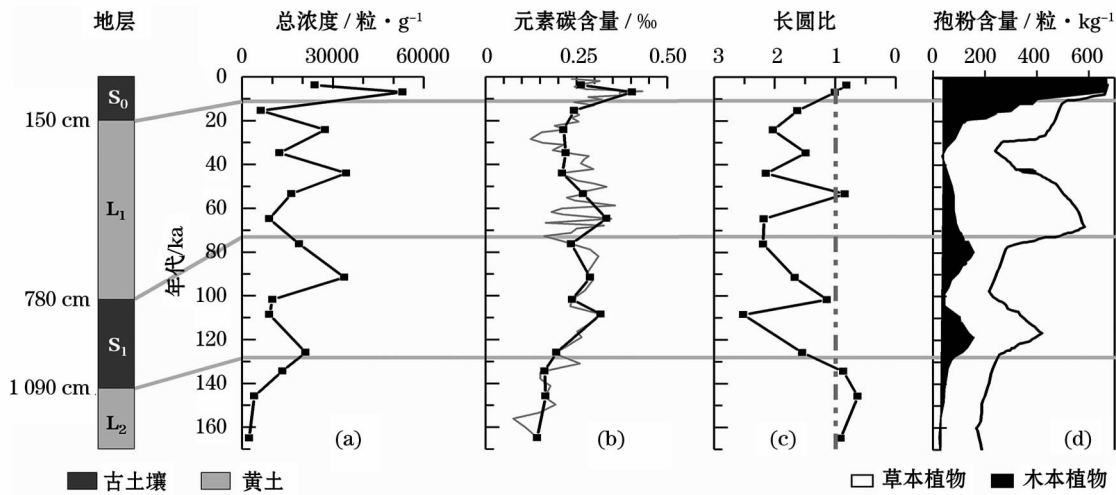 地层
总浓度 / 粒·g⁻¹
元素碳含量 / ‰
长圆比
孢粉含量 / 粒·kg⁻¹
0 30000 60000
0 0.25 0.50
3 2 1 0
0 200 400 600
S₀
150 cm
L₁
780 cm
S₁
1 090 cm
L₂
年代/ka
0
20
40
60
80
100
120
140
160
(a)
(b)
(c)
(d)
古土壤
黄土
草本植物
木本植物